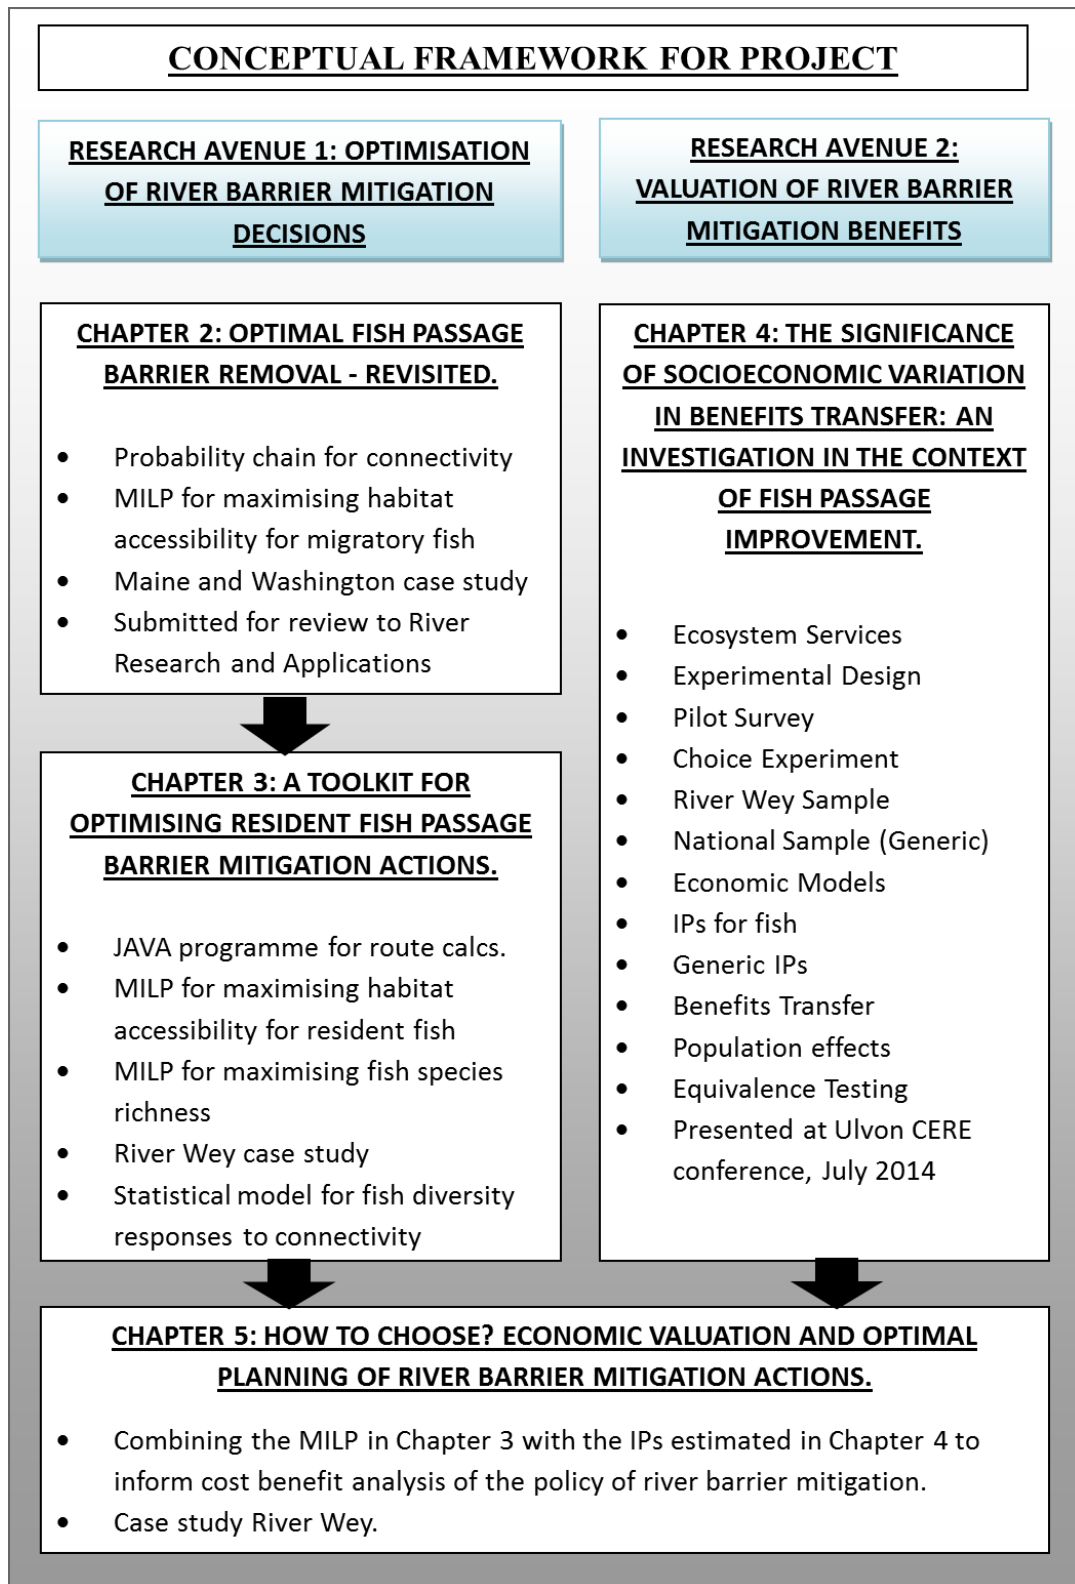 CONCEPTUAL FRAMEWORK FOR PROJECT
RESEARCH AVENUE 1: OPTIMISATION
OF RIVER BARRIER MITIGATION
DECISIONS
RESEARCH AVENUE 2:
VALUATION OF RIVER BARRIER
MITIGATION BENEFITS
CHAPTER 2: OPTIMAL FISH PASSAGE
BARRIER REMOVAL - REVISITED.
• Probability chain for connectivity
• MILP for maximising habitat
accessibility for migratory fish
• Maine and Washington case study
• Submitted for review to River
Research and Applications
CHAPTER 3: A TOOLKIT FOR
OPTIMISING RESIDENT FISH PASSAGE
BARRIER MITIGATION ACTIONS.
• JAVA programme for route calcs.
• MILP for maximising habitat
accessibility for resident fish
• MILP for maximising fish species
richness
• River Wey case study
• Statistical model for fish diversity
responses to connectivity
CHAPTER 4: THE SIGNIFICANCE
OF SOCIOECONOMIC VARIATION
IN BENEFITS TRANSFER: AN
INVESTIGATION IN THE CONTEXT
OF FISH PASSAGE
IMPROVEMENT.
• Ecosystem Services
• Experimental Design
• Pilot Survey
• Choice Experiment
• River Wey Sample
• National Sample (Generic)
• Economic Models
• IPs for fish
• Generic IPs
• Benefits Transfer
• Population effects
• Equivalence Testing
• Presented at Ulvon CERE
conference, July 2014
CHAPTER 5: HOW TO CHOOSE? ECONOMIC VALUATION AND OPTIMAL
PLANNING OF RIVER BARRIER MITIGATION ACTIONS.
• Combining the MILP in Chapter 3 with the IPs estimated in Chapter 4 to
inform cost benefit analysis of the policy of river barrier mitigation.
• Case study River Wey.